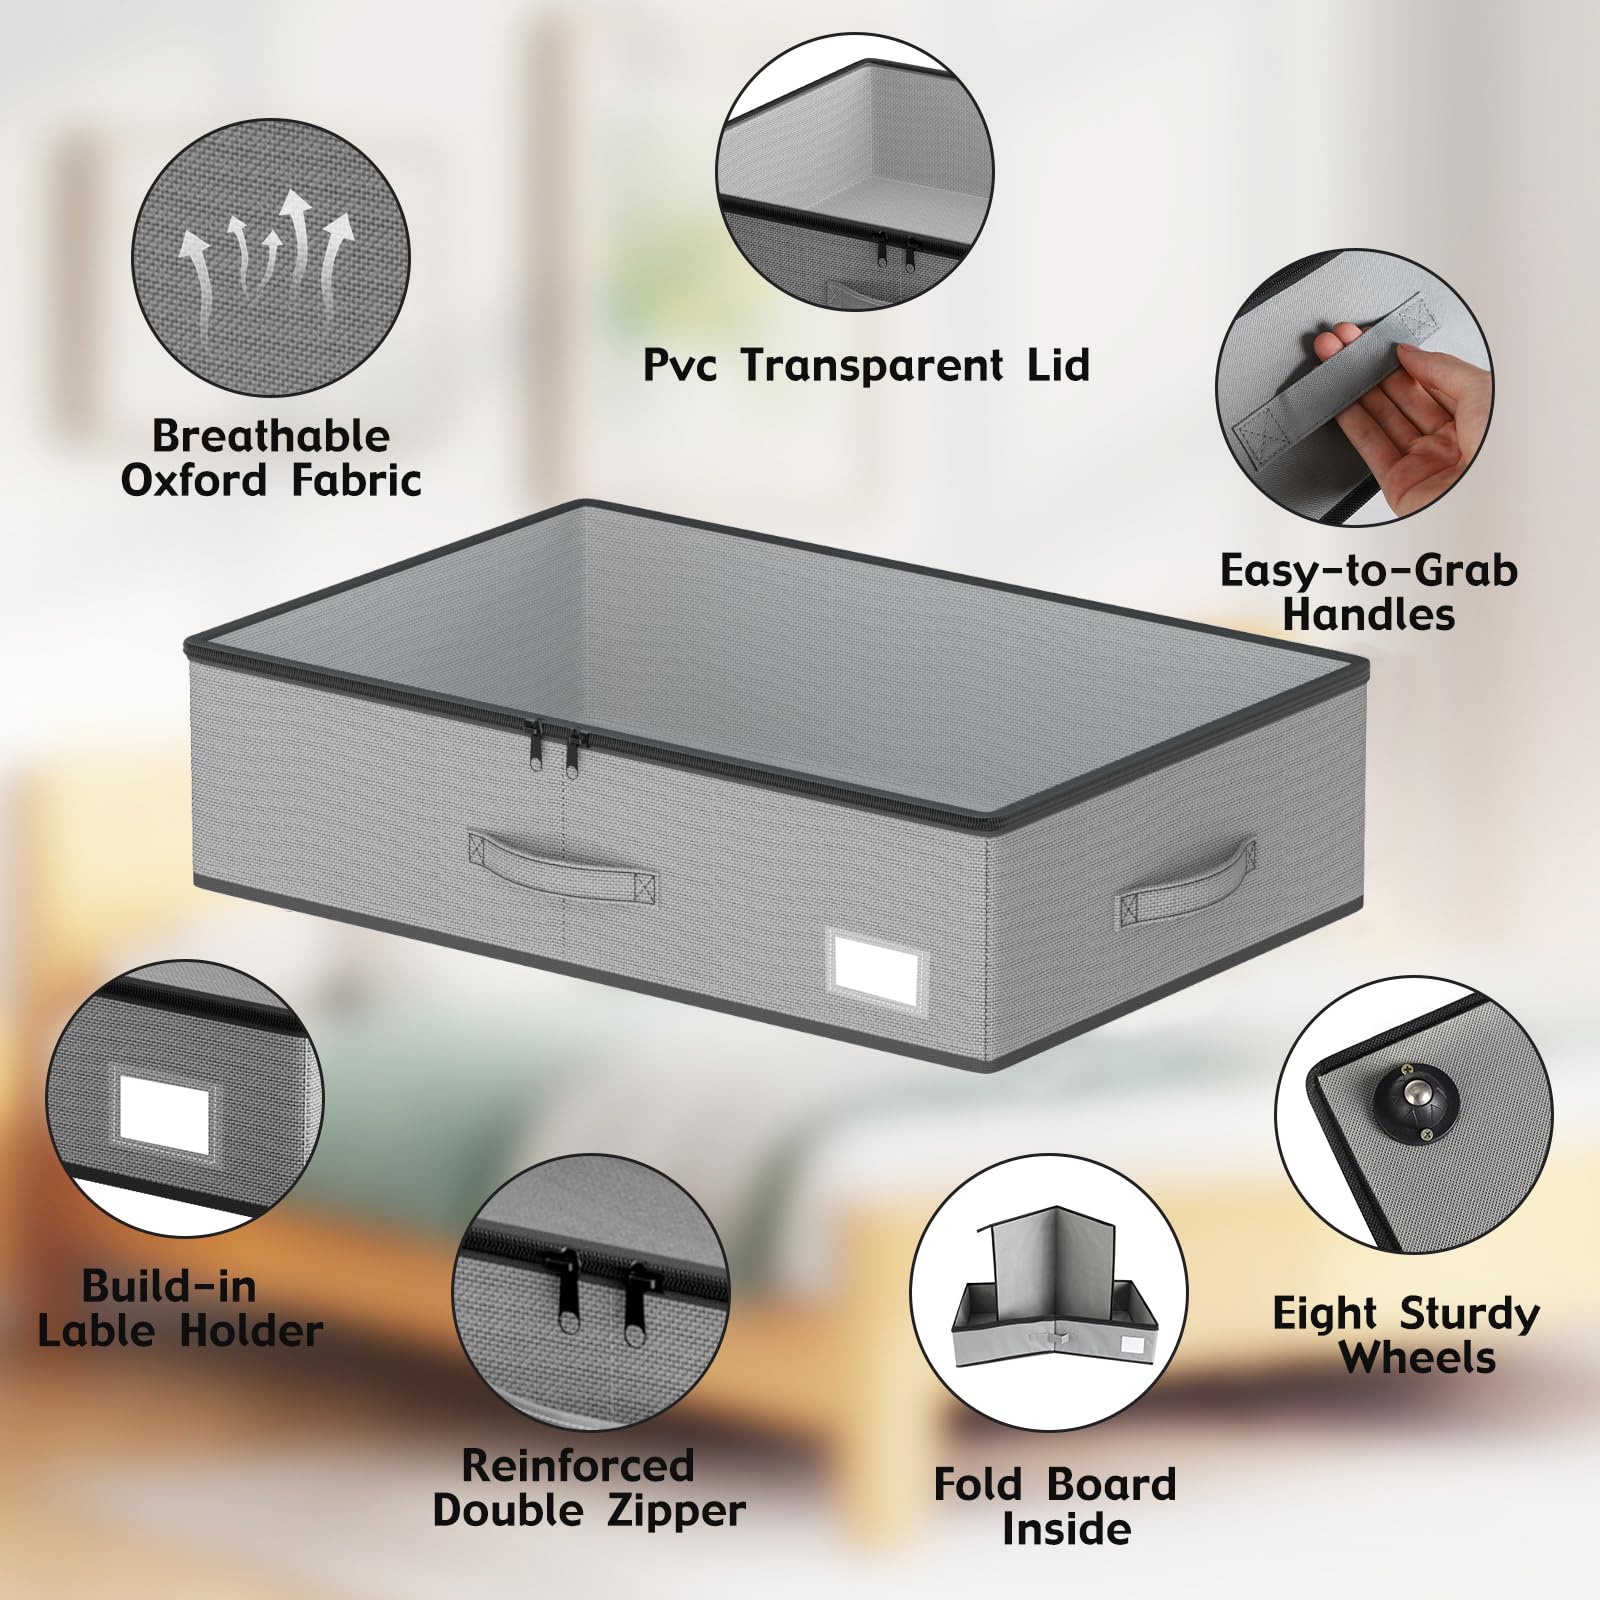 Pvc Transparent Lid
Breathable
Oxford Fabric
Easy-to-Grab
Handles
Build-in
Lable Holder
Eight Sturdy
Wheels
Reinforced
Double Zipper
Fold Board
Inside